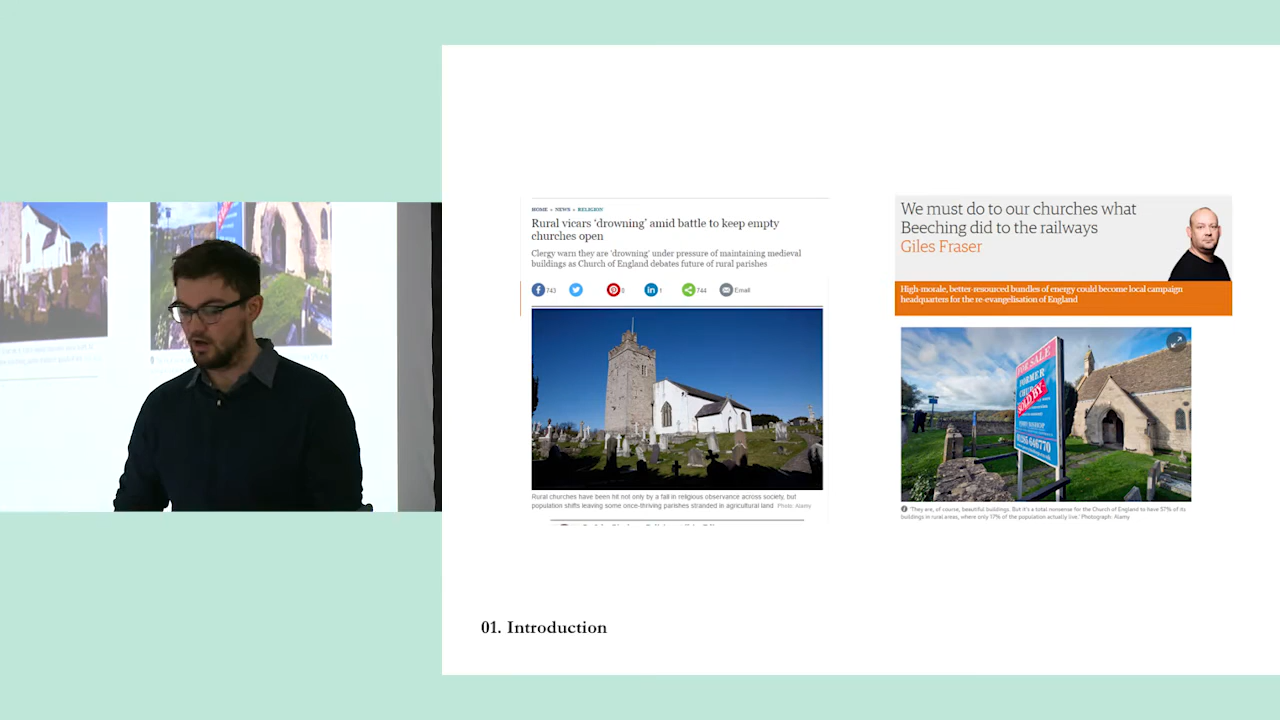 HOME » NEWS » RELIGION
Rural vicars 'drowning' amid battle to keep empty
churches open
Clergy warn they are 'drowning' under pressure of maintaining medieval
buildings as Church of England debates future of rural parishes
743
0
1
744
Email
Rural churches have been hit not only by a fall in religious observance across society, but
population shifts leaving some once-thriving parishes stranded in agricultural land Photo: Alamy
We must do to our churches what
Beeching did to the railways
Giles Fraser
High-morale, better-resourced bundles of energy could become local campaign
headquarters for the re-evangelisation of England
FOR SALE
FORMER
SOLD BY
'They are, of course, beautiful buildings. But it's a total nonsense for the Church of England to have 57% of its
buildings in rural areas, where only 17% of the population actually live.' Photograph: Alamy
01. Introduction